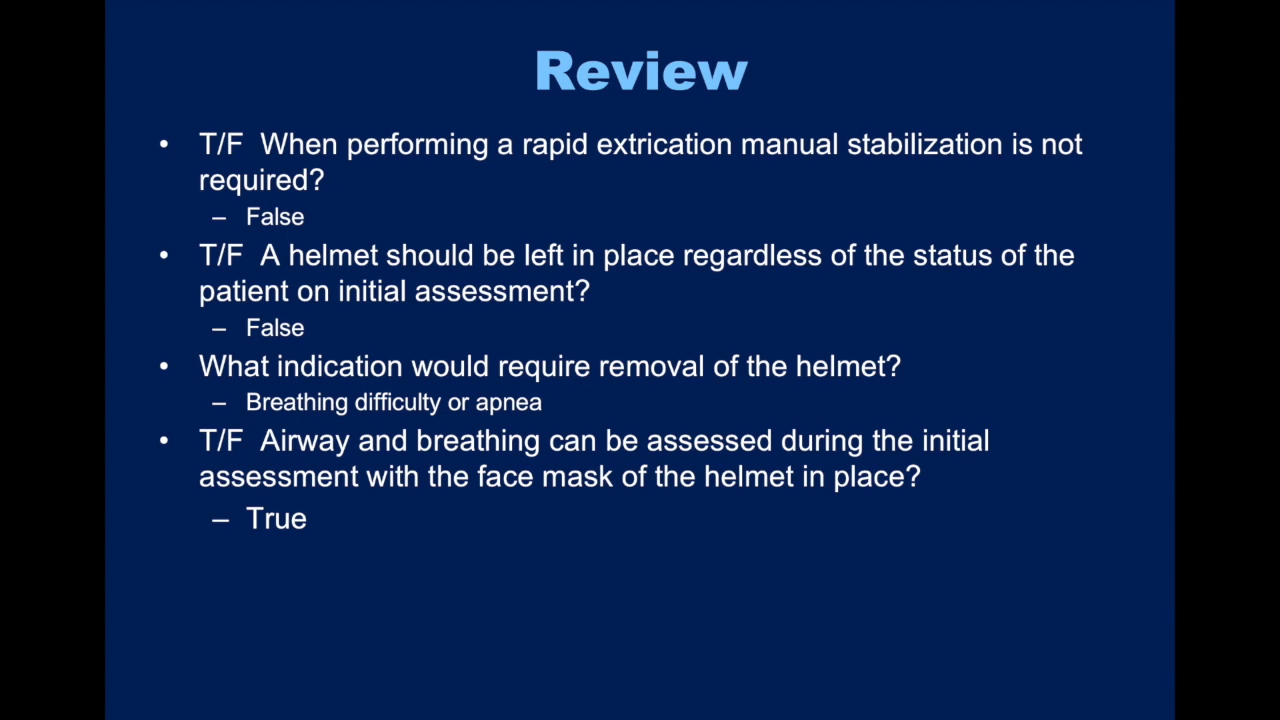 Review
• T/F  When performing a rapid extrication manual stabilization is not
required?
– False
• T/F  A helmet should be left in place regardless of the status of the
patient on initial assessment?
– False
• What indication would require removal of the helmet?
– Breathing difficulty or apnea
• T/F  Airway and breathing can be assessed during the initial
assessment with the face mask of the helmet in place?
– True